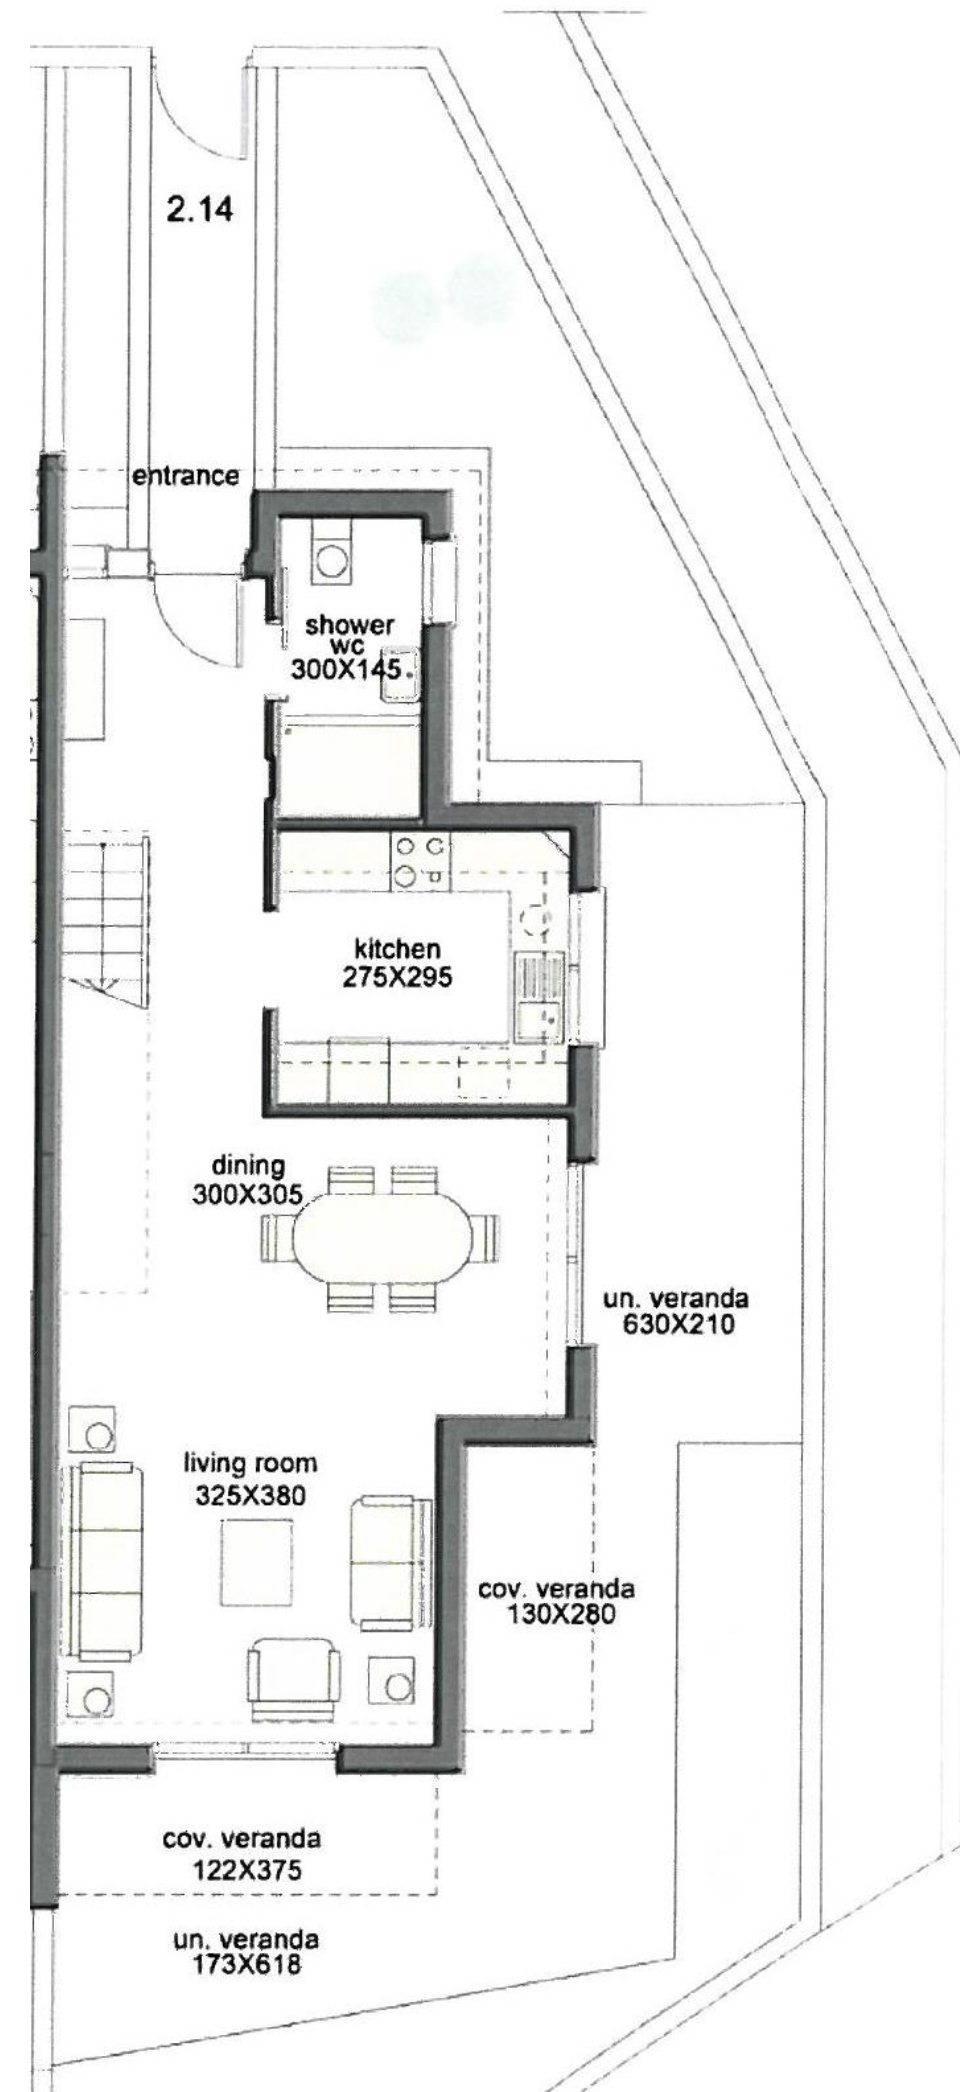 2.14
entrance
shower
wc
300X145
kitchen
275X295
dining
300X305
un. veranda
630X210
living room
325X380
cov. veranda
130X280
cov. veranda
122X375
un. veranda
173X618